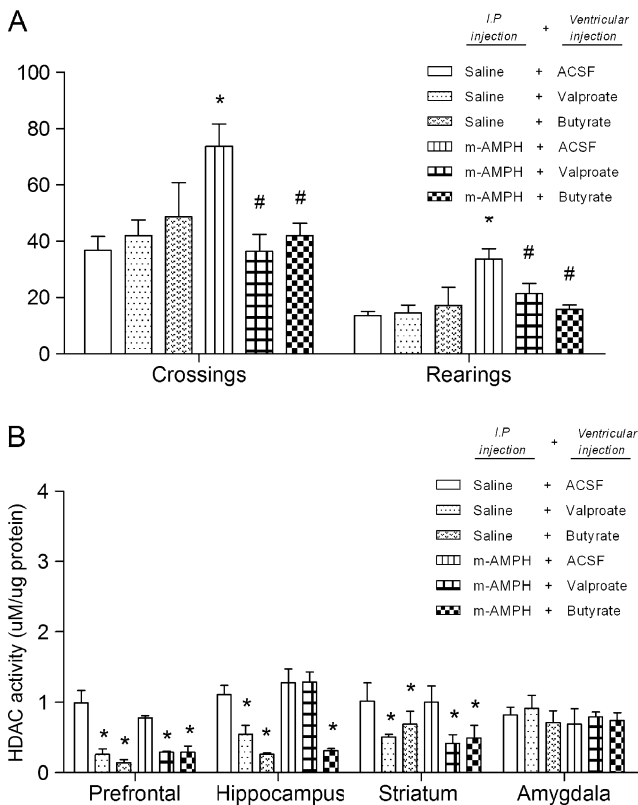 A
I.P injection + Ventricular injection
Saline + ACSF
Saline + Valproate
Saline + Butyrate
m-AMPH + ACSF
m-AMPH + Valproate
m-AMPH + Butyrate
100
80
60
40
20
0
*
# #
*
#
#
Crossings Rearings
B
I.P injection + Ventricular injection
Saline + ACSF
Saline + Valproate
Saline + Butyrate
m-AMPH + ACSF
m-AMPH + Valproate
m-AMPH + Butyrate
HDAC activity (uM/ug protein)
4
3
2
1
0
* * * *
* * *
* * * *
Prefrontal Hippocampus Striatum Amygdala